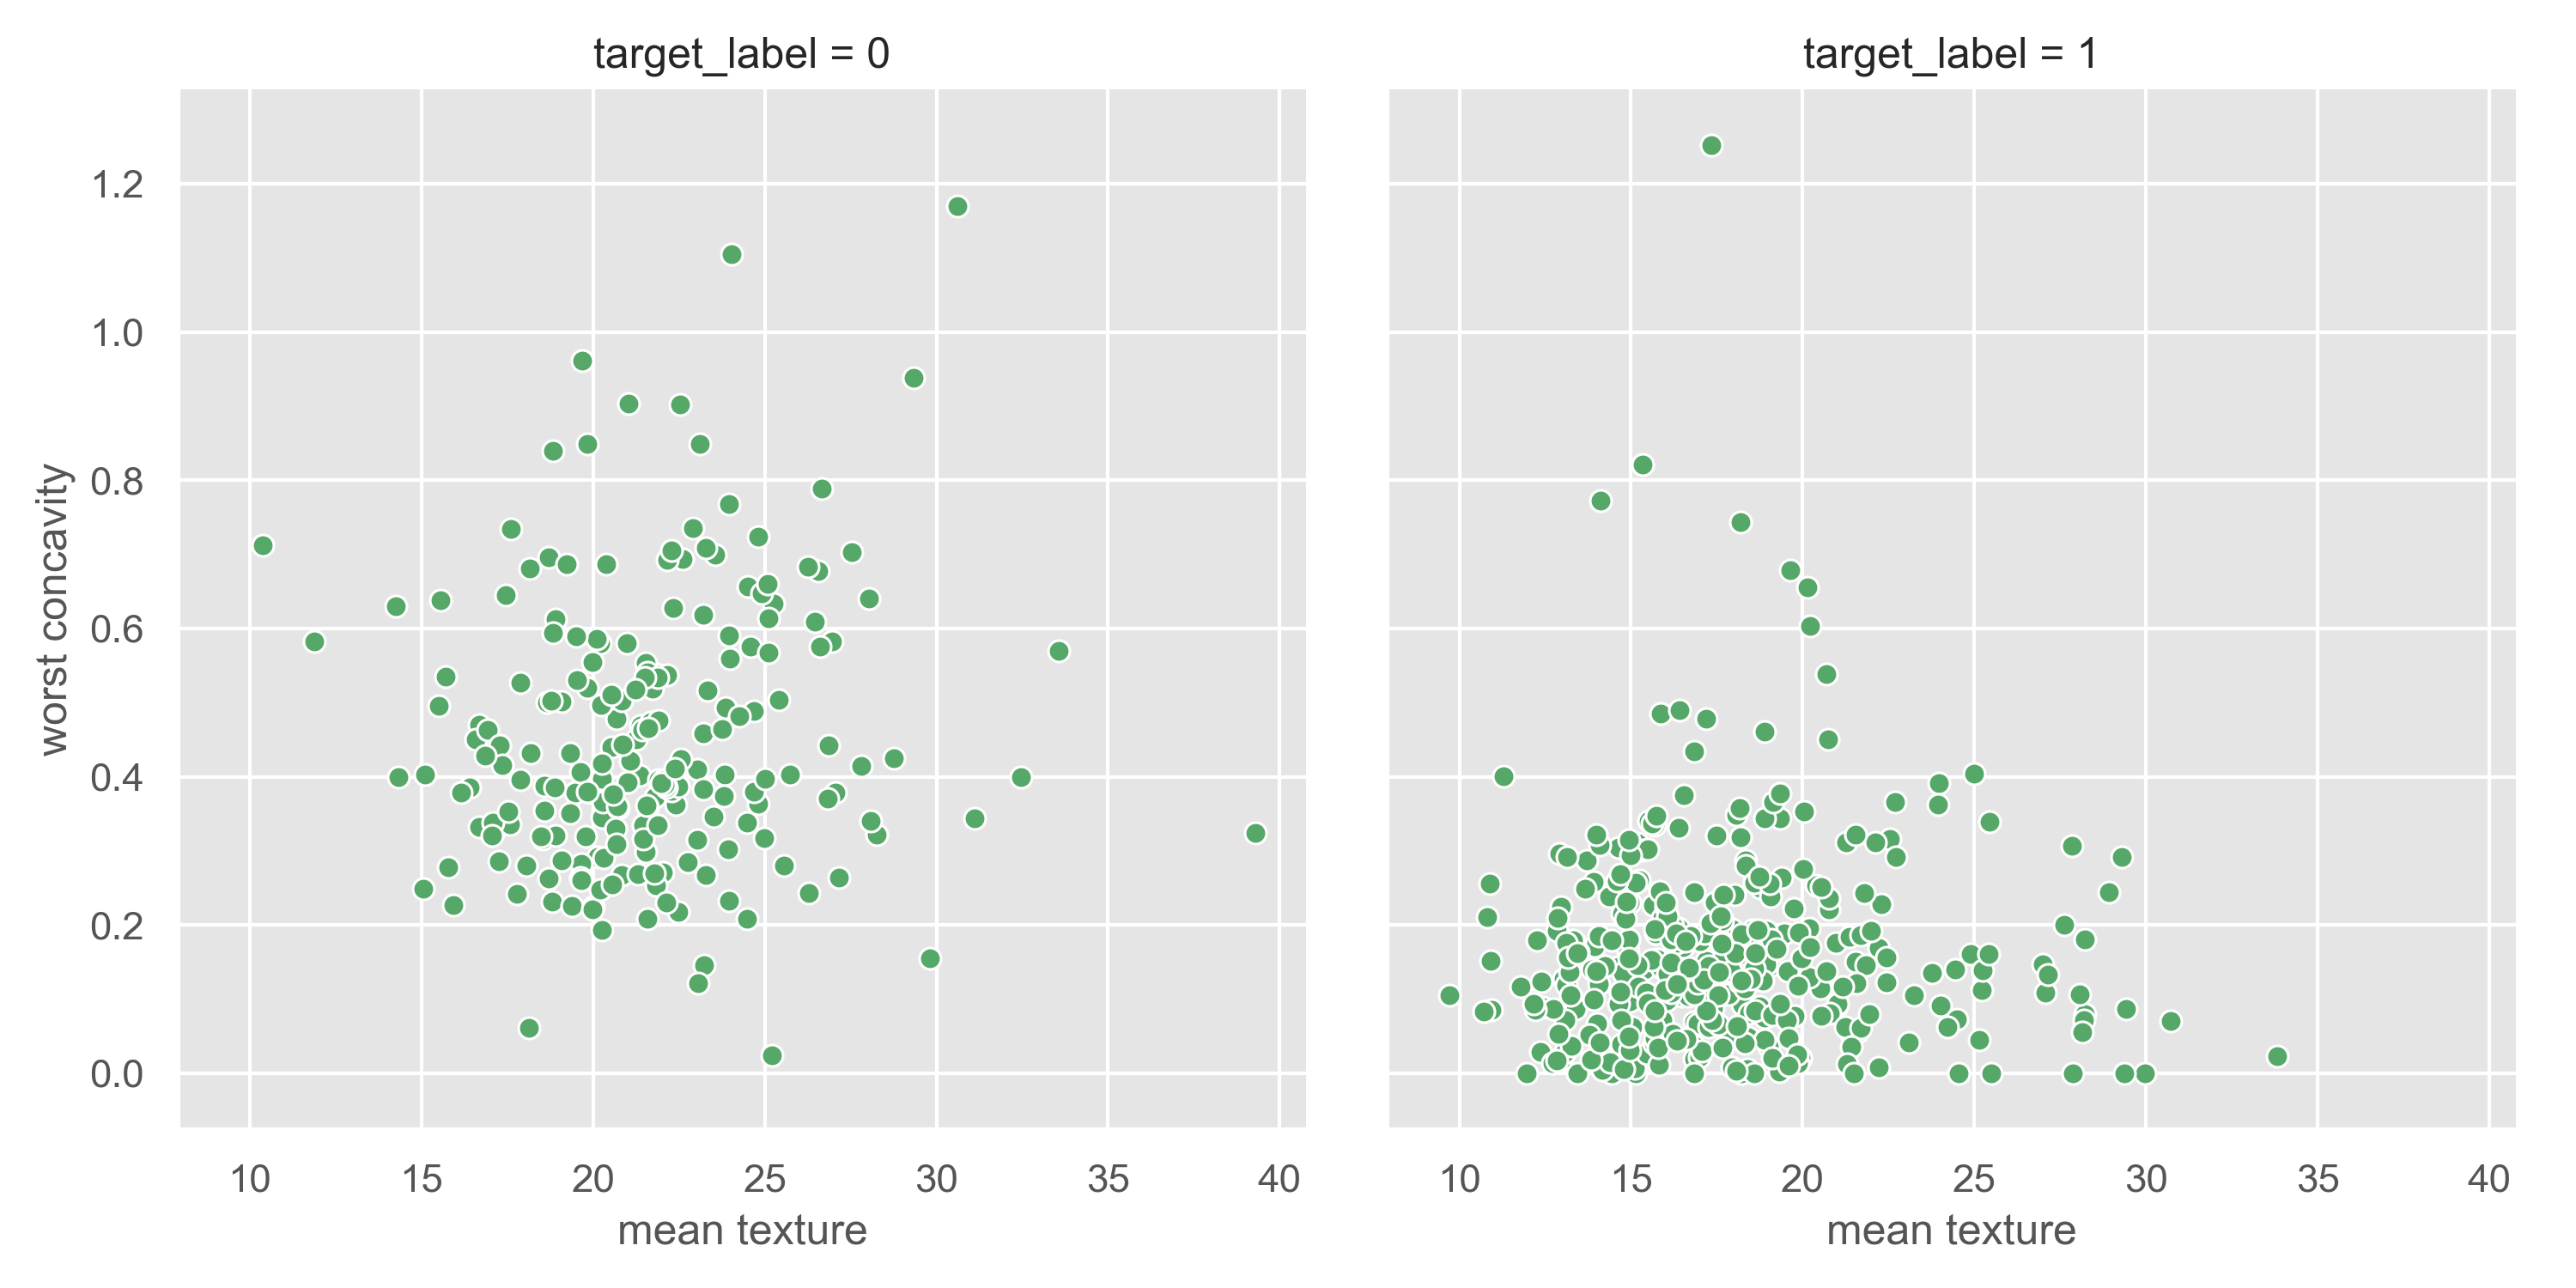 target_label = 0
target_label = 1
worst concavity
1.2
1.0
0.8
0.6
0.4
0.2
0.0
10 15 20 25 30 35 40
10 15 20 25 30 35 40
mean texture
mean texture